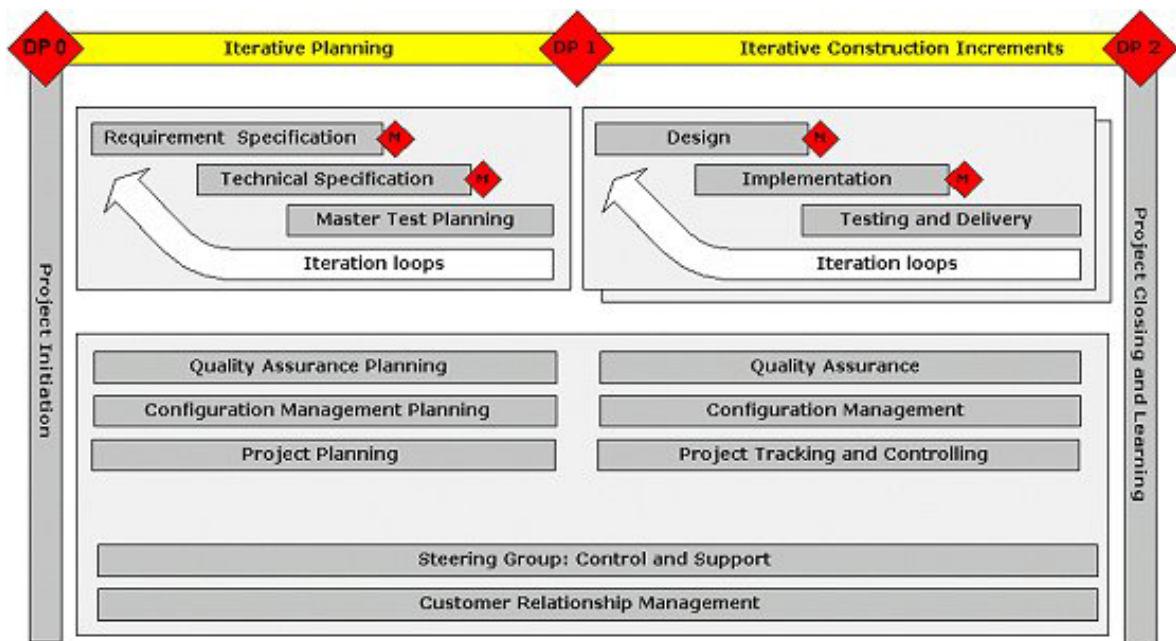 DP 0
Iterative Planning
DP 1
Iterative Construction Increments
DP 2
Requirement Specification
M
Technical Specification
M
Master Test Planning
Iteration loops
Design
M
Implementation
M
Testing and Delivery
Iteration loops
Project Initiation
Project Closing and Learning
Quality Assurance Planning
Quality Assurance
Configuration Management Planning
Configuration Management
Project Planning
Project Tracking and Controlling
Steering Group: Control and Support
Customer Relationship Management